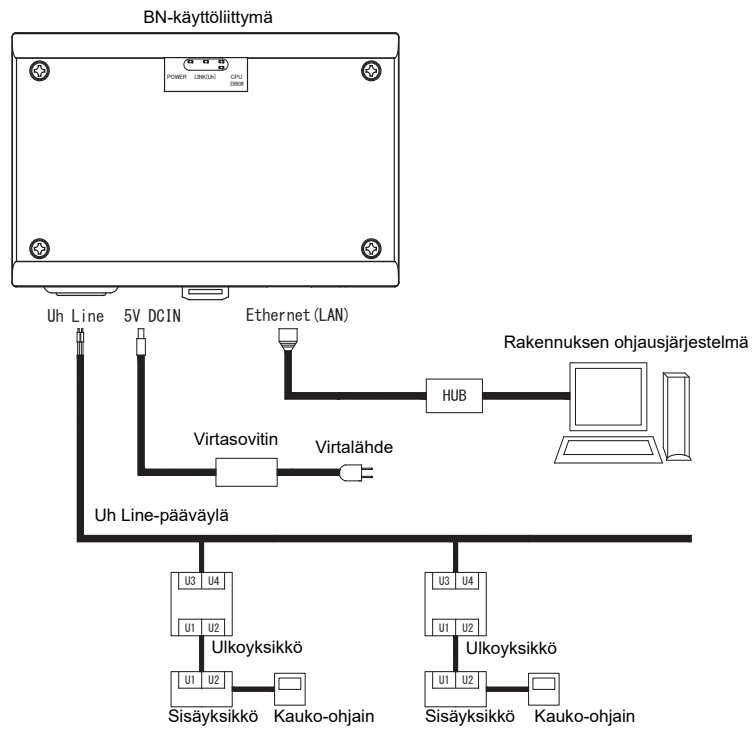 BN-käyttöliittymä
POWER LINK(Uh) CPU
ERROR
Uh Line 5V DCIN Ethernet(LAN)
Rakennuksen ohjausjärjestelmä
HUB
Virtasovitin Virtalähde
Uh Line-pääväylä
U3 U4 U3 U4
U1 U2 U1 U2
Ulkoyksikkö Ulkoyksikkö
U1 U2 U1 U2
Sisäyksikkö Kauko-ohjain Sisäyksikkö Kauko-ohjain